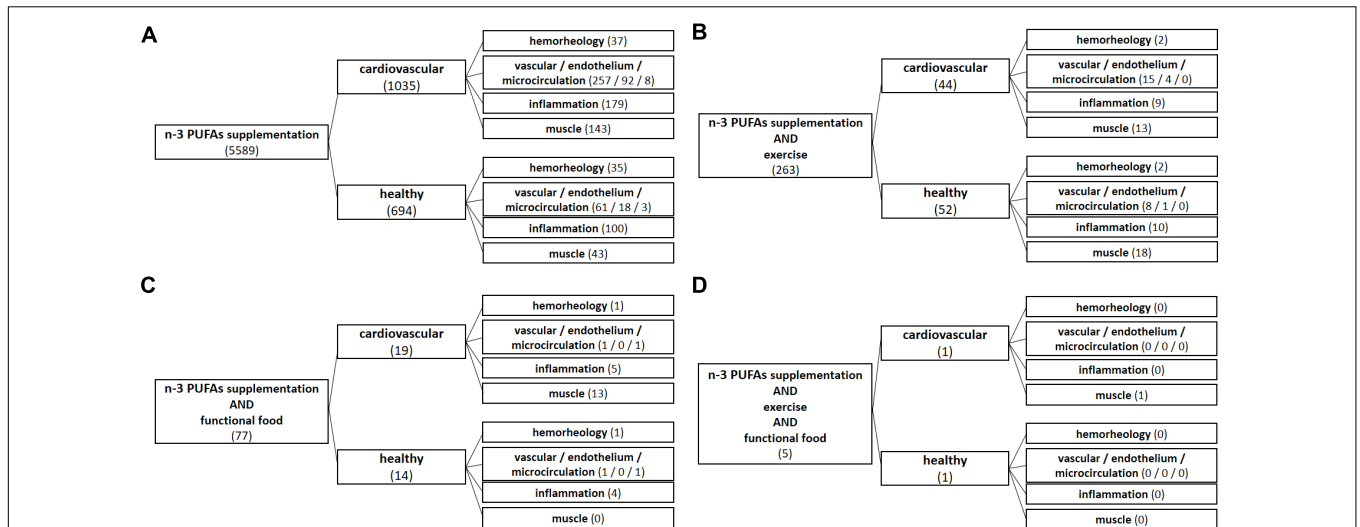 A
n-3 PUFAs supplementation
(5589)
cardiovascular
(1035)
hemorheology (37)
vascular / endothelium /
microcirculation (257 / 92 / 8)
inflammation (179)
muscle (143)
healthy
(694)
hemorheology (35)
vascular / endothelium /
microcirculation (61 / 18 / 3)
inflammation (100)
muscle (43)
B
n-3 PUFAs supplementation
AND
exercise
(263)
cardiovascular
(44)
hemorheology (2)
vascular / endothelium /
microcirculation (15 / 4 / 0)
inflammation (9)
muscle (13)
healthy
(52)
hemorheology (2)
vascular / endothelium /
microcirculation (8 / 1 / 0)
inflammation (10)
muscle (18)
C
n-3 PUFAs supplementation
AND
functional food
(77)
cardiovascular
(19)
hemorheology (1)
vascular / endothelium /
microcirculation (1 / 0 / 1)
inflammation (5)
muscle (13)
healthy
(14)
hemorheology (1)
vascular / endothelium /
microcirculation (1 / 0 / 1)
inflammation (4)
muscle (0)
D
n-3 PUFAs supplementation
AND
exercise
AND
functional food
(5)
cardiovascular
(1)
hemorheology (0)
vascular / endothelium /
microcirculation (0 / 0 / 0)
inflammation (0)
muscle (1)
healthy
(1)
hemorheology (0)
vascular / endothelium /
microcirculation (0 / 0 / 0)
inflammation (0)
muscle (0)